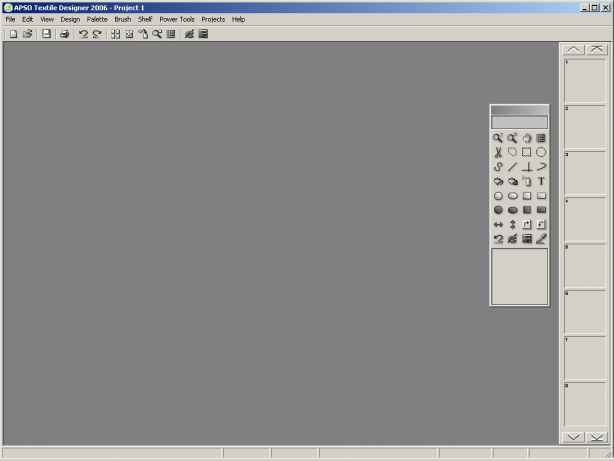 APSO Textile Designer 2006 - Project 1
File Edit View Design Palette Brush Shelf Power Tools Projects Help
1
2
3
4
T
5
6
7
8